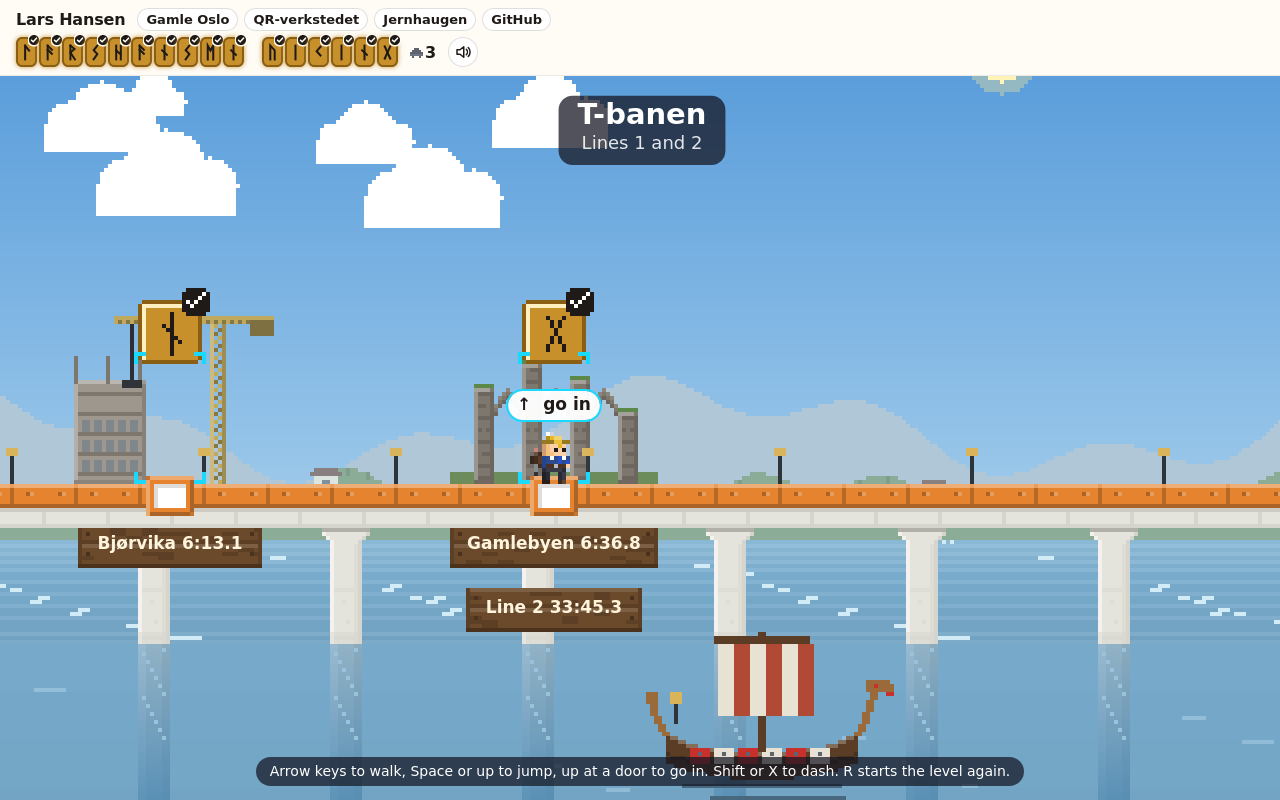 Lars Hansen Gamle Oslo QR-verkstedet Jernhaugen GitHub
ᛚ ᚨ ᚱ ᛊ ᚺ ᚨ ᚾ ᛊ ᛖ ᚾ ᚢ ᛁ ᚲ ᛁ ᚾ ᚷ 3
T-banen
Lines 1 and 2
ᚾ ᚷ
↑ go in
Bjørvika 6:13.1 Gamlebyen 6:36.8
Line 2 33:45.3
Arrow keys to walk, Space or up to jump, up at a door to go in. Shift or X to dash. R starts the level again.